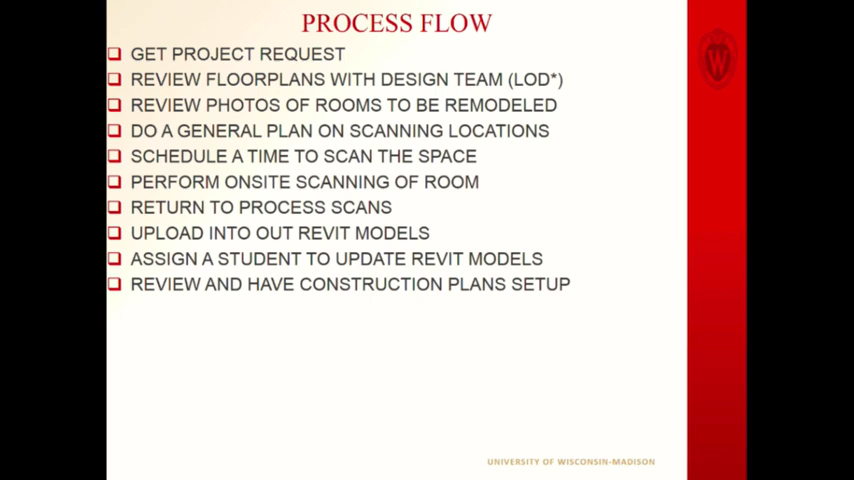 PROCESS FLOW
GET PROJECT REQUEST
REVIEW FLOORPLANS WITH DESIGN TEAM (LOD*)
REVIEW PHOTOS OF ROOMS TO BE REMODELED
DO A GENERAL PLAN ON SCANNING LOCATIONS
SCHEDULE A TIME TO SCAN THE SPACE
PERFORM ONSITE SCANNING OF ROOM
RETURN TO PROCESS SCANS
UPLOAD INTO OUT REVIT MODELS
ASSIGN A STUDENT TO UPDATE REVIT MODELS
REVIEW AND HAVE CONSTRUCTION PLANS SETUP
W
UNIVERSITY OF WISCONSIN-MADISON